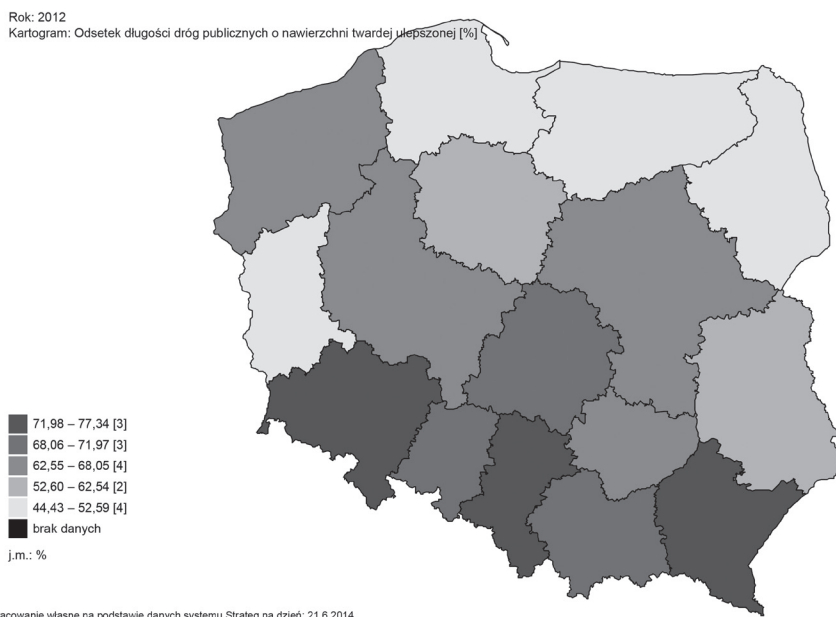 Rok: 2012
Kartogram: Odsetek długości dróg publicznych o nawierzchni twardej ulepszonej [%]
71,98 – 77,34 [3]
68,06 – 71,97 [3]
62,55 – 68,05 [4]
52,60 – 62,54 [2]
44,43 – 52,59 [4]
brak danych
j.m.: %
racowanie własne na podstawie danych systemu Strateg na dzień: 21.6.2014